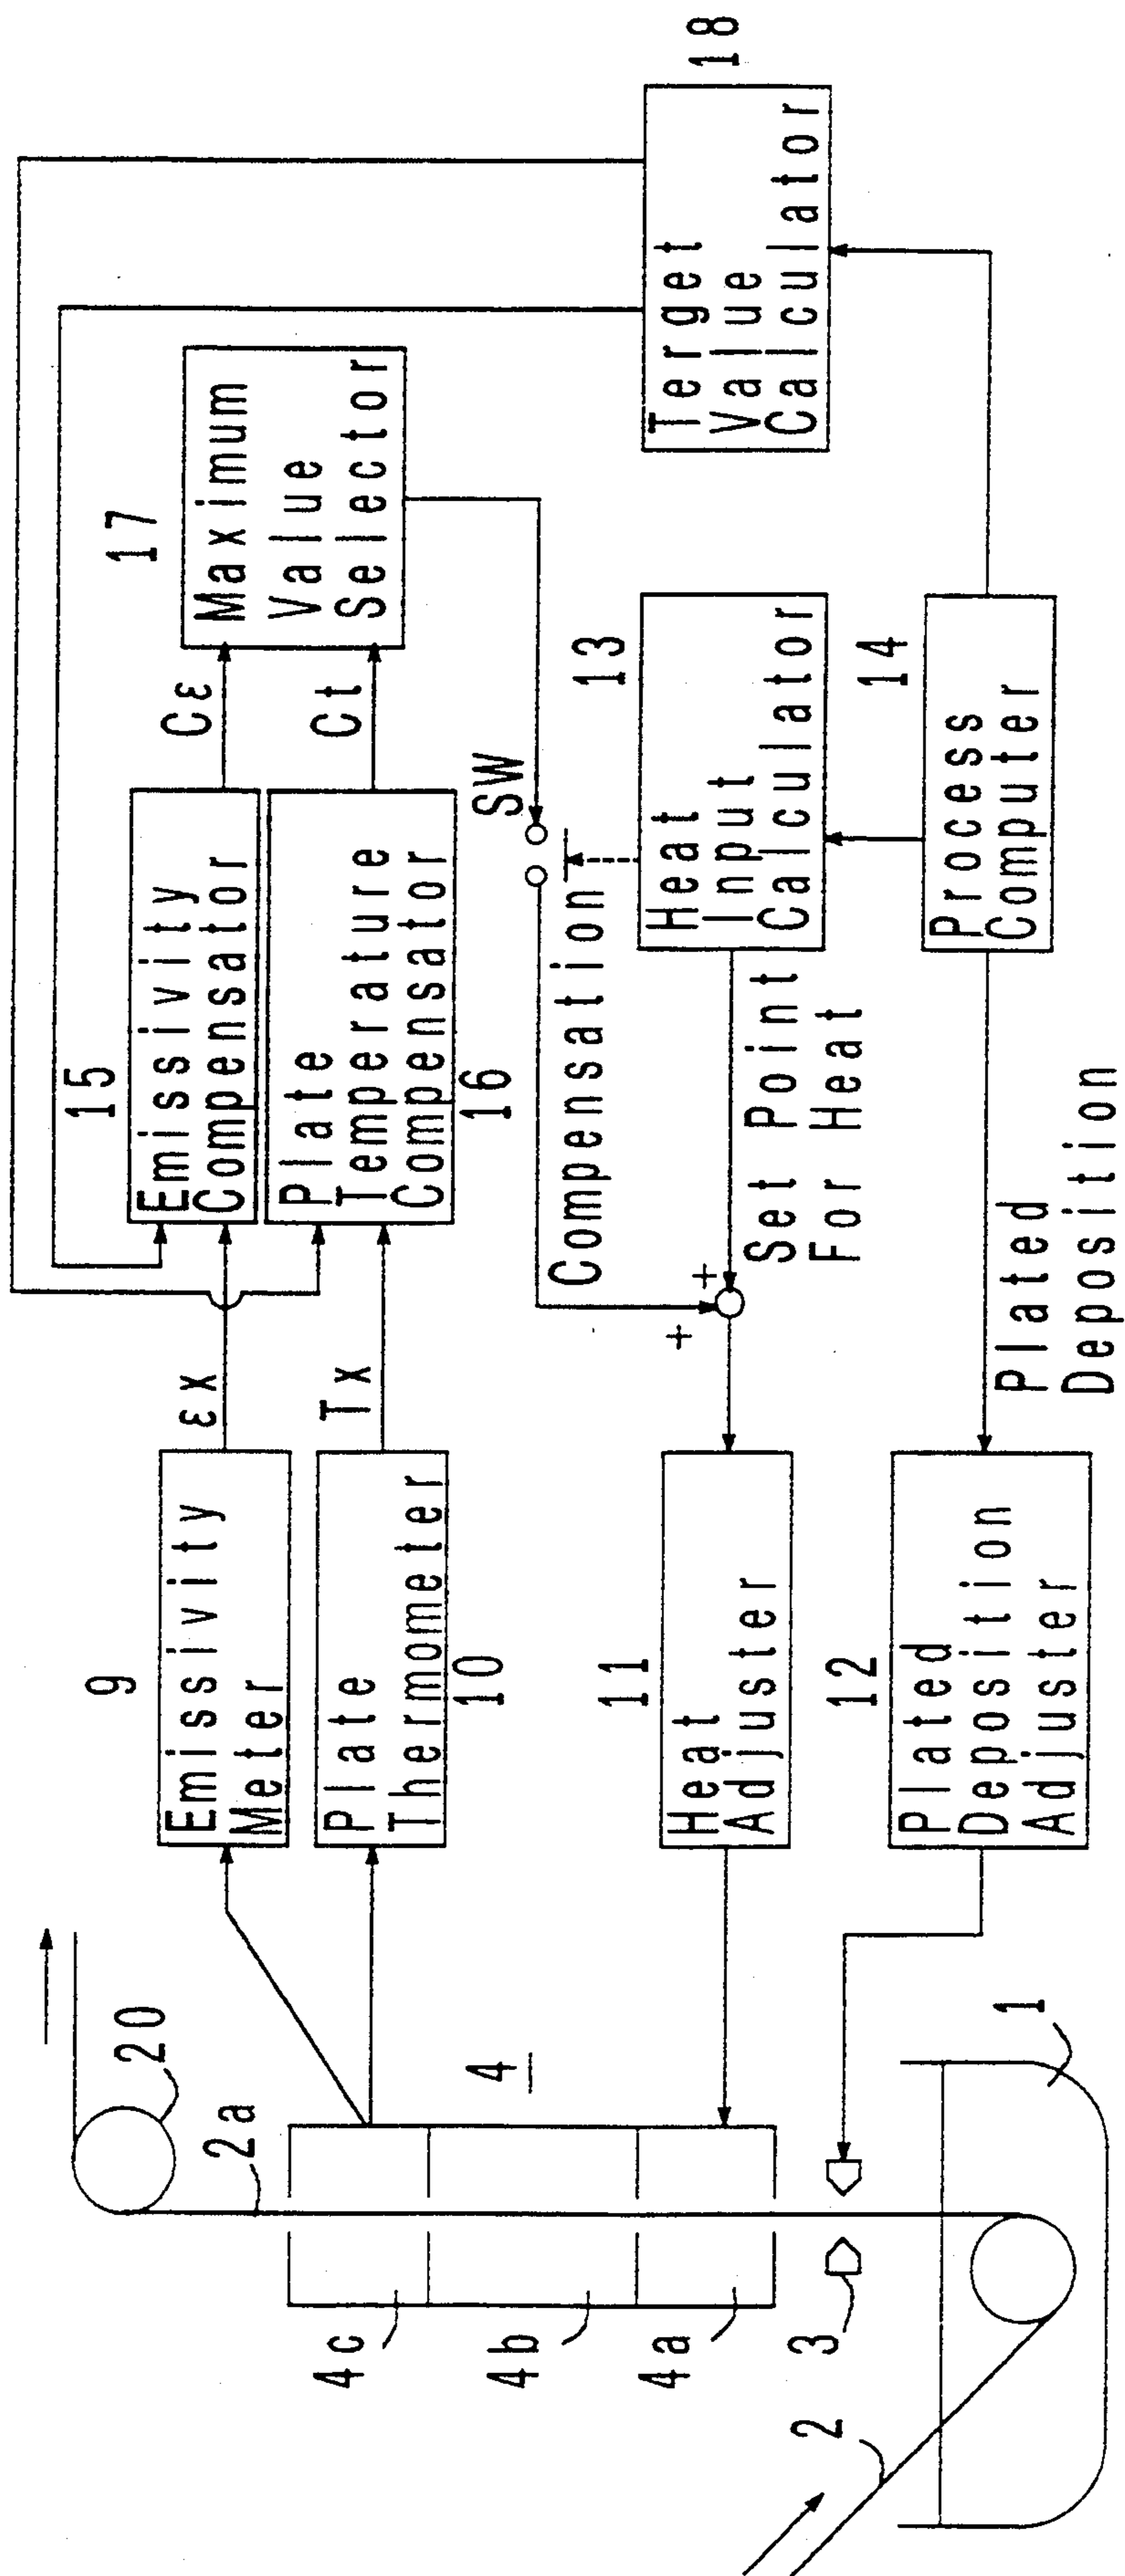 20
2a
4
4c
4b
4a
3
2
1
9
Emissivity
Meter
εx
Plate
Thermometer
10
Tx
15
Emissivity
Compensator
Cε
Plate
Temperature
Compensator
16
Ct
17
Maximum
Value
Selector
SW
Compensation
+
+
11
Heat
Adjuster
Set Point
For Heat
13
Heat
Input
Caliculator
12
Plated
Deposition
Adjuster
Plated
Deposition
14
Process
Computer
18
Terget
Value
Caliculator